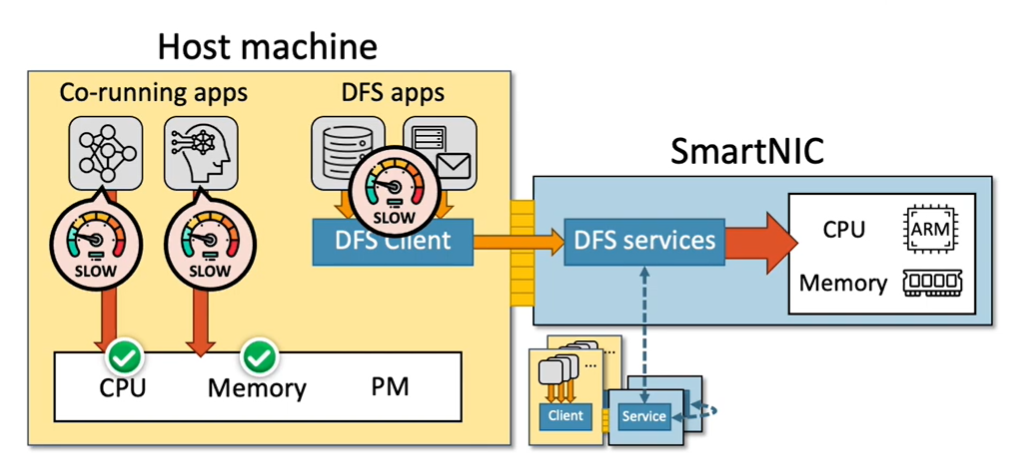 Host machine
Co-running apps
DFS apps
SLOW
SLOW
SLOW
DFS Client
CPU
Memory
PM
SmartNIC
DFS services
CPU
ARM
Memory
...
...
Client
Service